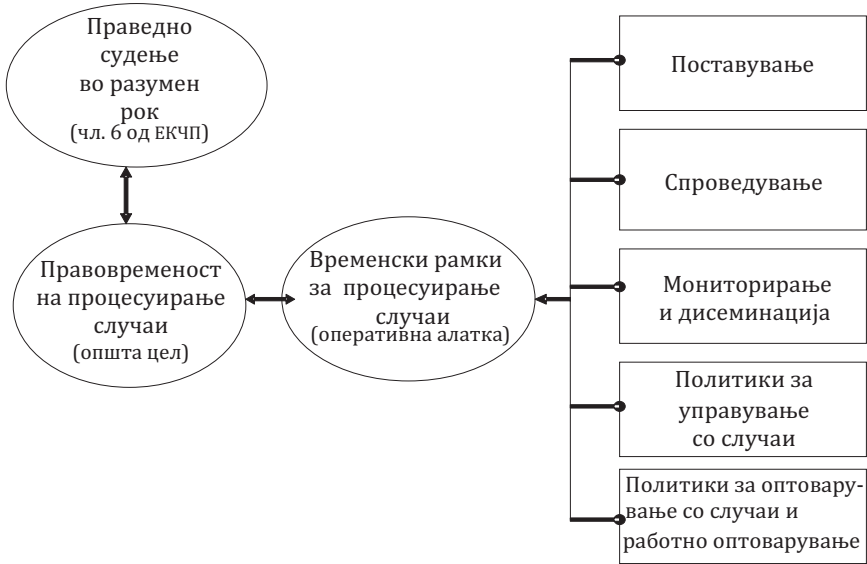 Праведно
судење
во разумен
рок
(чл. 6 од ЕКЧП)
Правовременост
на процесуирање
случаи
(општа цел)
Временски рамки
за процесуирање
случаи
(оперативна алатка)
Поставување
Спроведување
Мониторирање
и дисеминација
Политики за
управување
со случаи
Политики за оптовару-
вање со случаи и
работно оптоварување